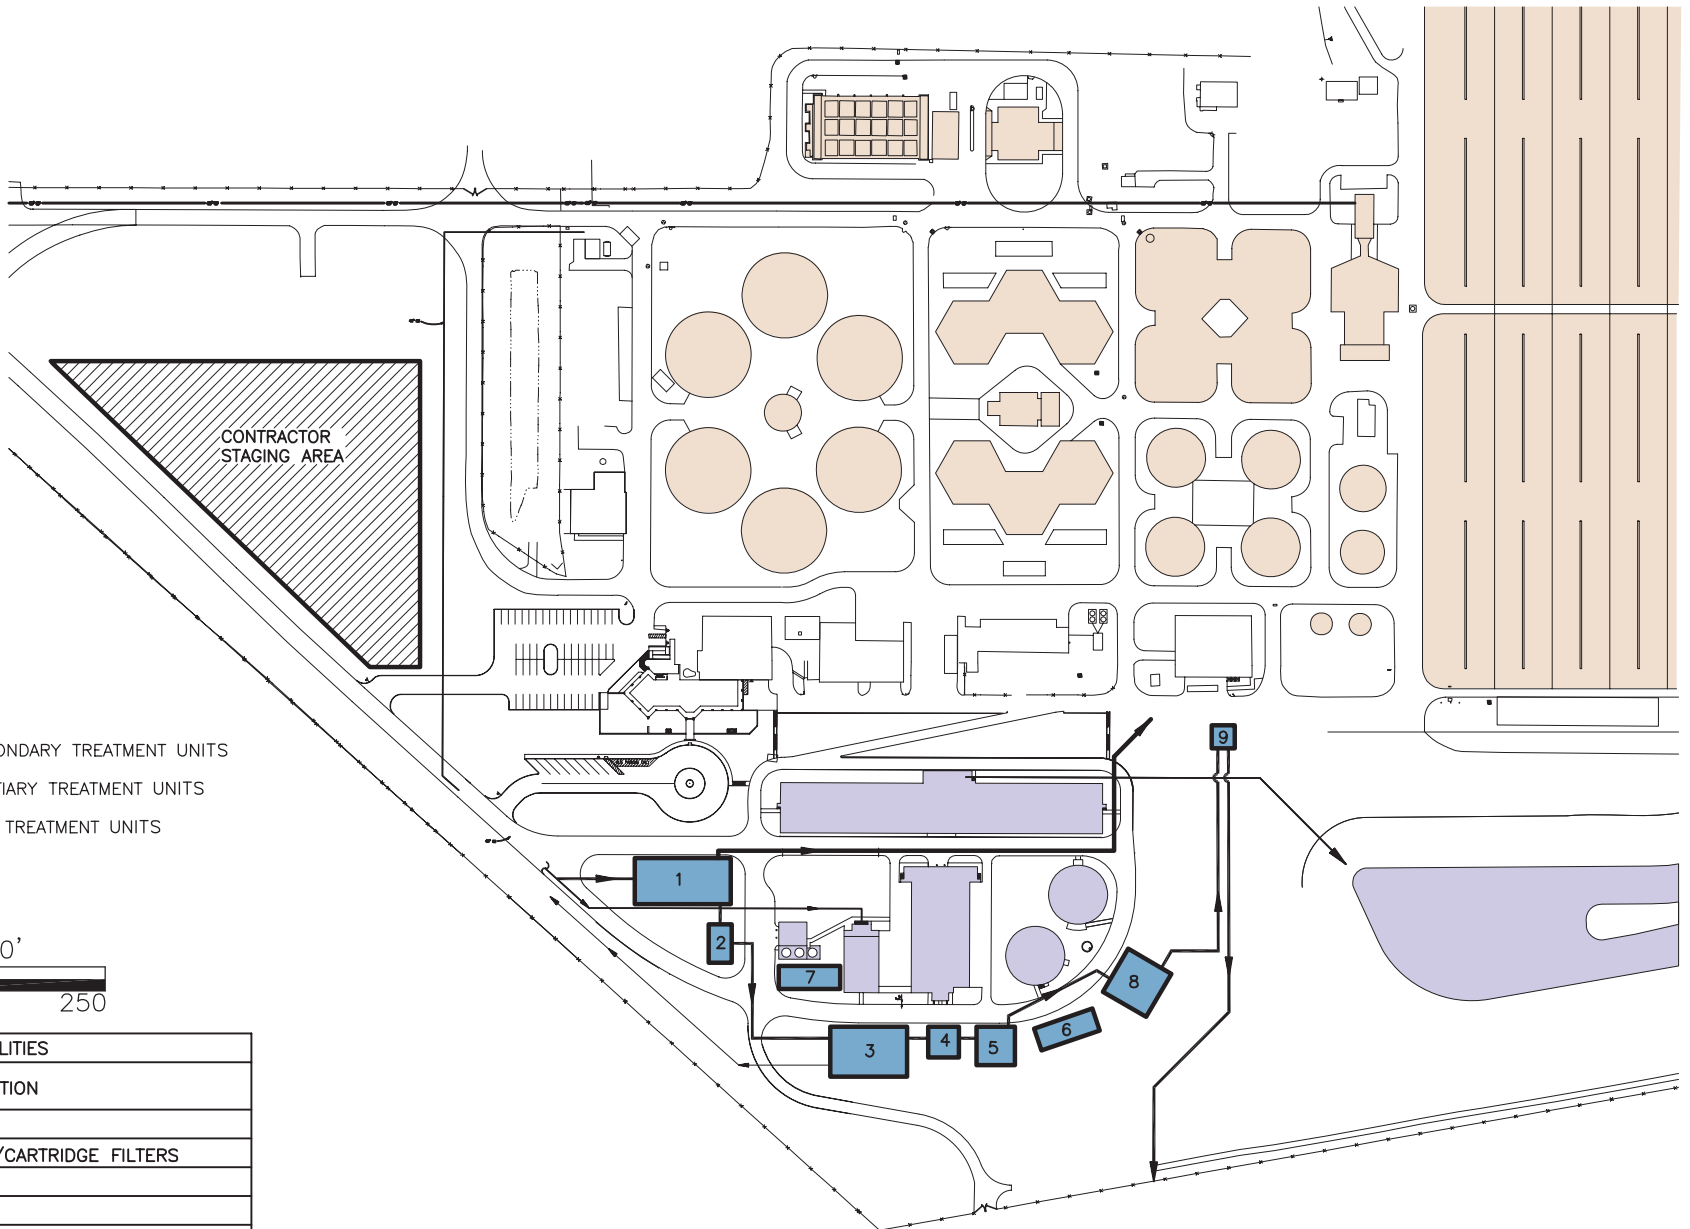 CONTRACTOR
STAGING AREA
ONDARY TREATMENT UNITS
TIARY TREATMENT UNITS
TREATMENT UNITS
0'
250
LITIES
TION
/CARTRIDGE FILTERS
1
2
3
4
5
6
7
8
9